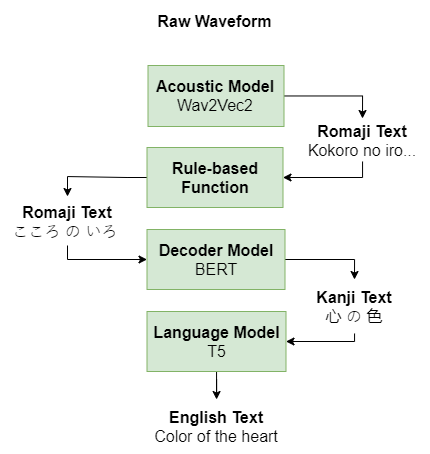 Raw Waveform
Acoustic Model
Wav2Vec2
Romaji Text
Kokoro no iro...
Rule-based
Function
Romaji Text
こころ の いろ
Decoder Model
BERT
Kanji Text
心 の 色
Language Model
T5
English Text
Color of the heart